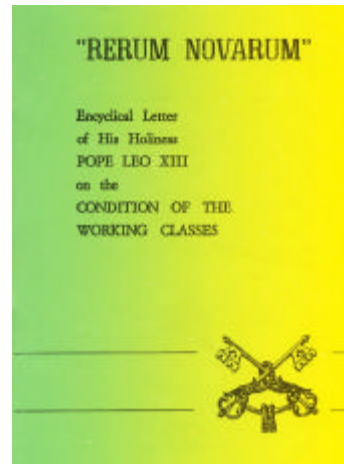 "RERUM NOVARUM"
Encyclical Letter
of His Holiness
POPE LEO XIII
on the
CONDITION OF THE
WORKING CLASSES